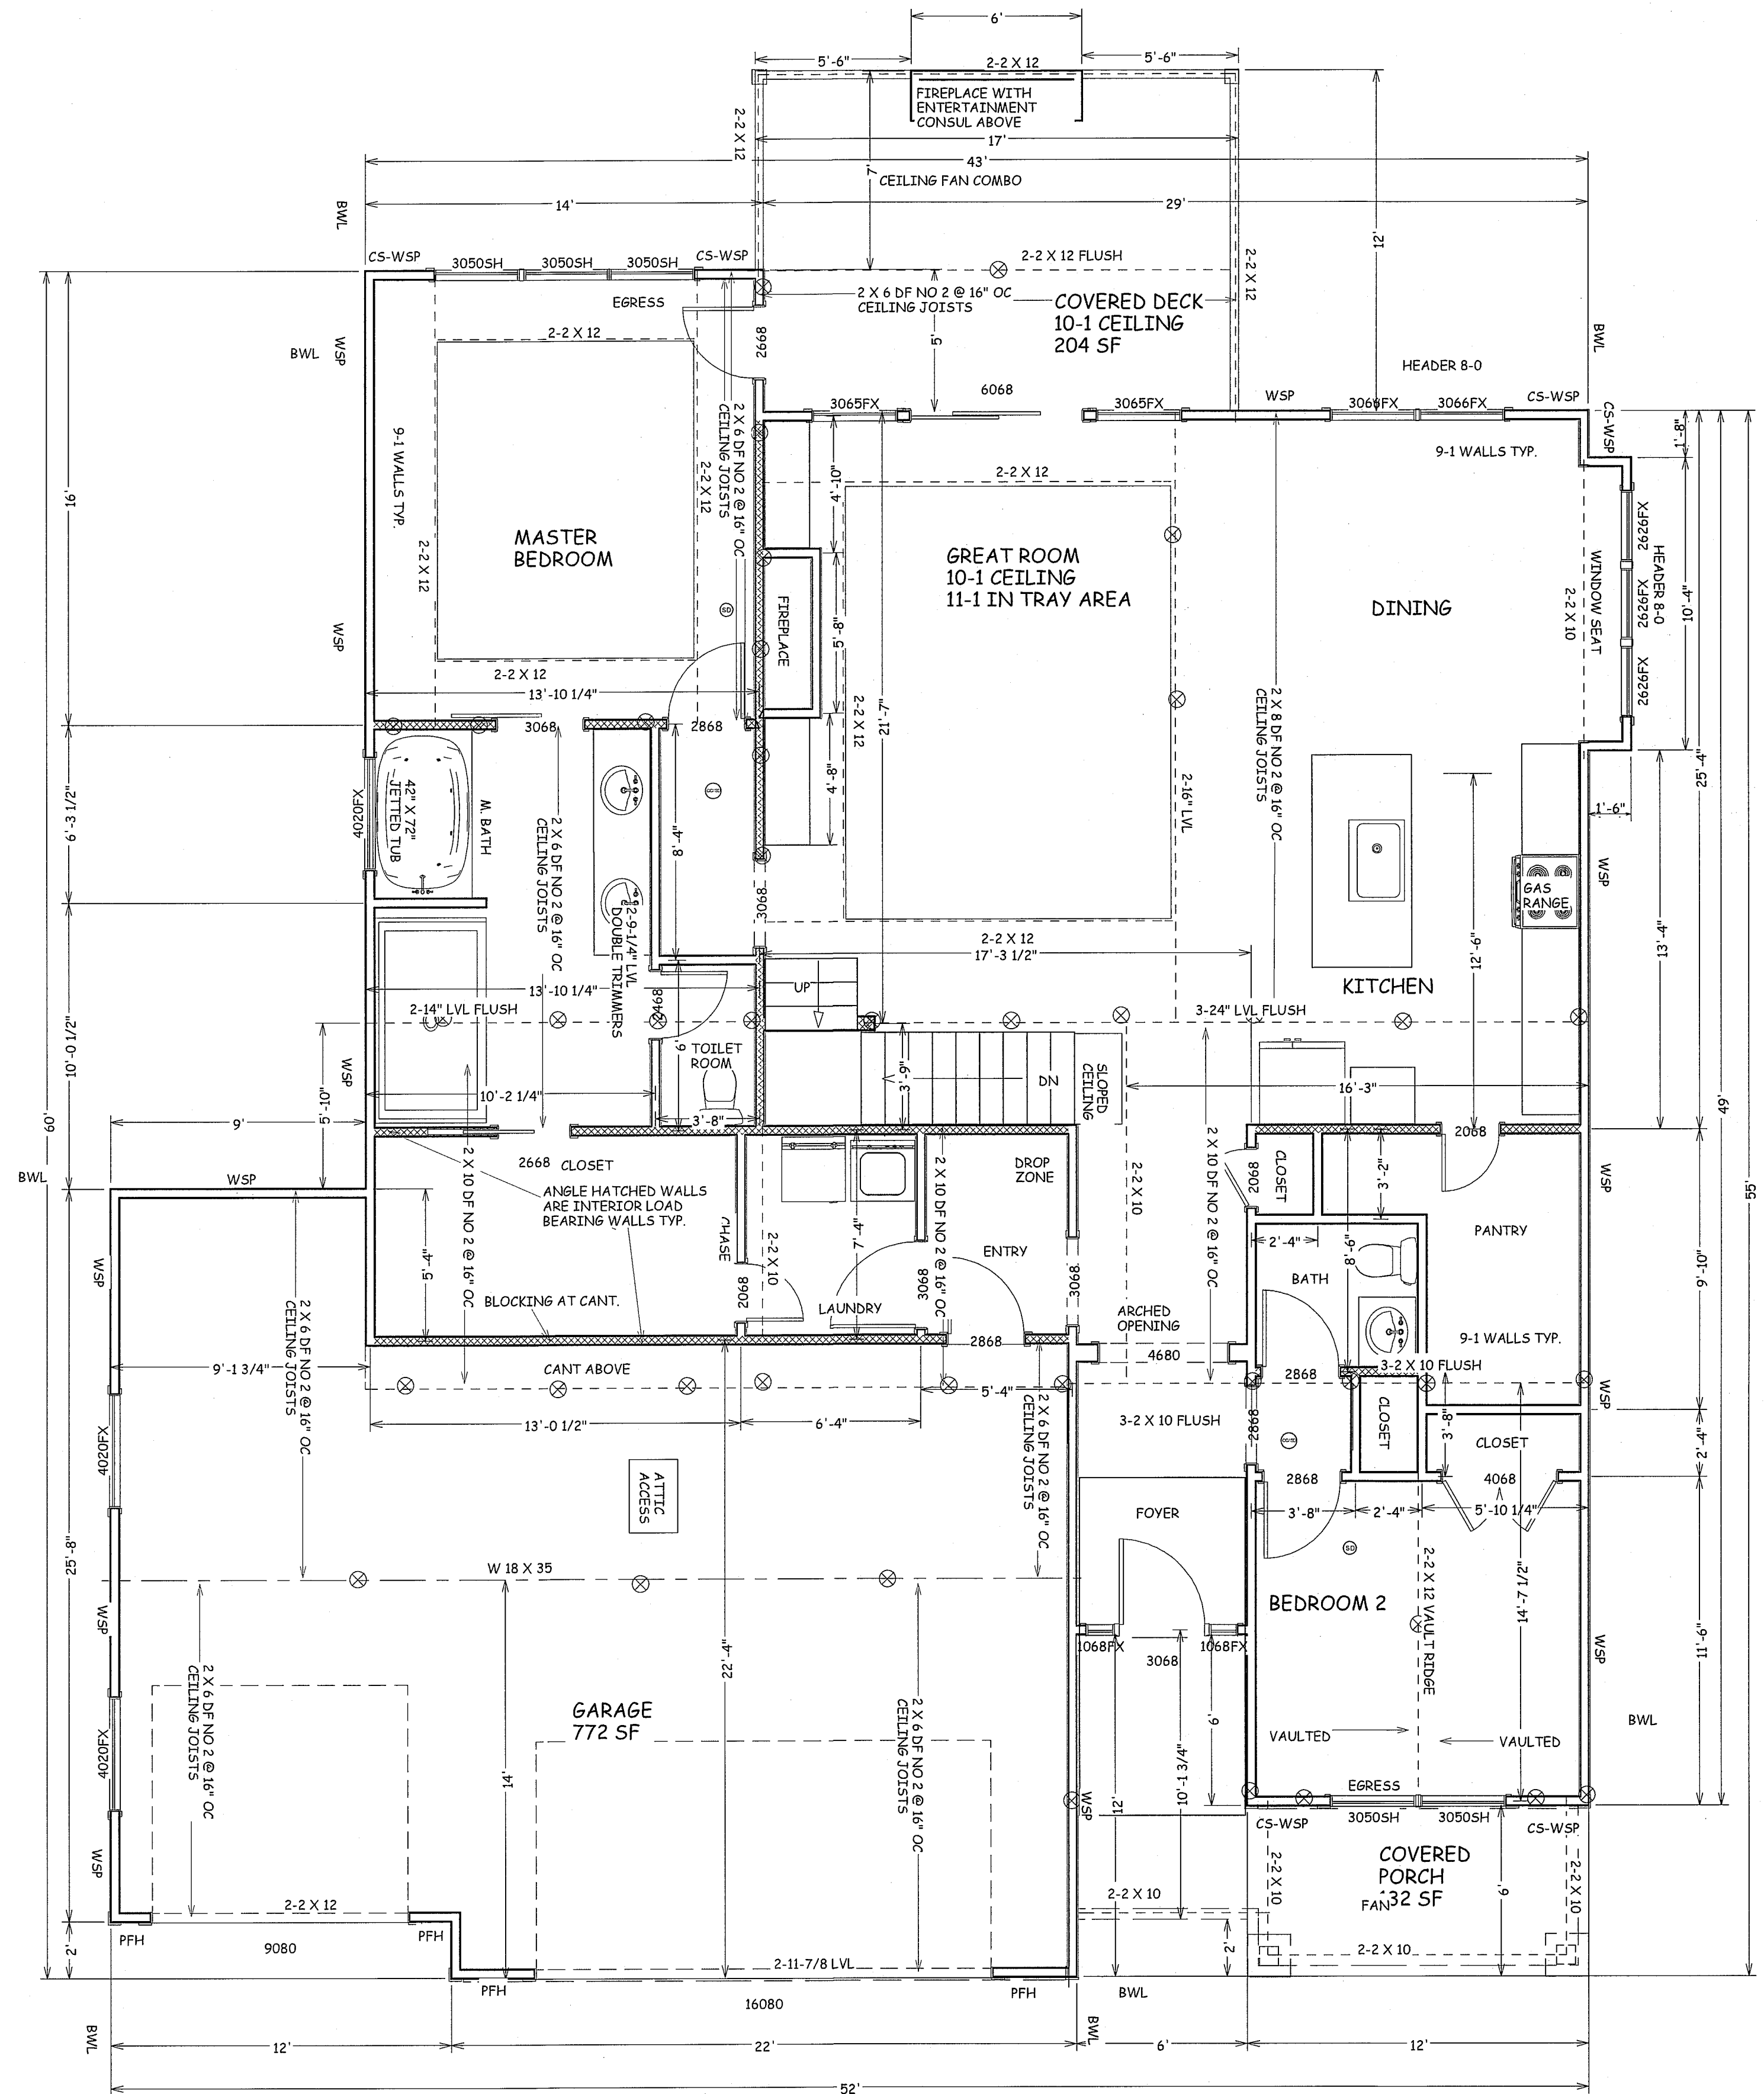 6'
5'-6"
2-2 X 12
5'-6"
FIREPLACE WITH
ENTERTAINMENT
CONSUL ABOVE
2-2 X 12
17'
43'
7'
CEILING FAN COMBO
14'
29'
12'
BWL
CS-WSP
3050SH
3050SH
3050SH
CS-WSP
2-2 X 12 FLUSH
2-2 X 12
EGRESS
2 X 6 DF NO 2 @ 16" OC
CEILING JOISTS
COVERED DECK
10-1 CEILING
204 SF
5'
2668
2-2 X 12
BWL
WSP
BWL
HEADER 8-0
6068
3065FX
3065FX
WSP
3066FX
3066FX
CS-WSP
CS-WSP
1'-8"
9-1 WALLS TYP.
2 X 6 DF NO 2 @ 16" OC
CEILING JOISTS
2-2 X 12
9-1 WALLS TYP.
4'-10"
2-2 X 12
16'
2-2 X 12
MASTER
BEDROOM
GREAT ROOM
10-1 CEILING
11-1 IN TRAY AREA
DINING
2626FX
2626FX
2626FX
HEADER 8-0
WINDOW SEAT
2-2 X 10
10'-4"
SD
FIREPLACE
5'-8"
WSP
2-2 X 12
13'-10 1/4"
2-2 X 12
21'-7"
2 X 8 DF NO 2 @ 16" OC
CEILING JOISTS
3068
2868
25'-4"
6'-3 1/2"
4020FX
42" X 72"
JETTED TUB
M. BATH
2 X 6 DF NO 2 @ 16" OC
CEILING JOISTS
8'-4"
4'-8"
2-16" LVL
1'-6"
3068
WSP
GAS
RANGE
2-9-1/4" LVL
DOUBLE TRIMMERS
2-2 X 12
17'-3 1/2"
12'-6"
13'-4"
KITCHEN
UP
13'-10 1/4"
2-14" LVL FLUSH
2468
3-24" LVL FLUSH
10'-0 1/2"
5'-10"
WSP
6'
TOILET
ROOM
3'-9"
DN
SLOPED
CEILING
16'-3"
10'-2 1/4"
3'-8"
60'
49'
9'
2068
BWL
WSP
2668
CLOSET
ANGLE HATCHED WALLS
ARE INTERIOR LOAD
BEARING WALLS TYP.
2 X 10 DF NO 2 @ 16" OC
CHASE
2-2 X 10
7'-4"
2 X 10 DF NO 2 @ 16" OC
DROP
ZONE
2-2 X 10
2 X 10 DF NO 2 @ 16" OC
2068
CLOSET
3'-2"
WSP
55'
PANTRY
2'-4"
8'-6"
9'-10"
WSP
5'-4"
ENTRY
BATH
2068
3068
3068
BLOCKING AT CANT.
LAUNDRY
ARCHED
OPENING
9-1 WALLS TYP.
2 X 6 DF NO 2 @ 16" OC
CEILING JOISTS
2868
4680
9'-1 3/4"
CANT ABOVE
2868
3-2 X 10 FLUSH
5'-4"
WSP
13'-0 1/2"
6'-4"
3-2 X 10 FLUSH
2868
CLOSET
3'-8"
CLOSET
2'-4"
2 X 6 DF NO 2 @ 16" OC
CEILING JOISTS
4020FX
ATTIC
ACCESS
2868
4068
FOYER
3'-8"
2'-4"
5'-10 1/4"
25'-8"
SD
W 18 X 35
WSP
2-2 X 12 VAULT RIDGE
14'-7 1/2"
BEDROOM 2
11'-6"
1068FX
3068
1068FX
WSP
22'-4"
2 X 6 DF NO 2 @ 16" OC
CEILING JOISTS
GARAGE
772 SF
2 X 6 DF NO 2 @ 16" OC
CEILING JOISTS
6'
BWL
VAULTED
VAULTED
4020FX
14'
10'-1 3/4"
12'
EGRESS
WSP
3050SH
3050SH
CS-WSP
CS-WSP
WSP
COVERED
PORCH
132 SF
FAN
2-2 X 10
2-2 X 10
6'
2-2 X 12
2-2 X 10
PFH
PFH
2'
9080
2'
2-2 X 10
2-11-7/8 LVL
PFH
PFH
BWL
16080
BWL
BWL
12'
22'
6'
12'
52'